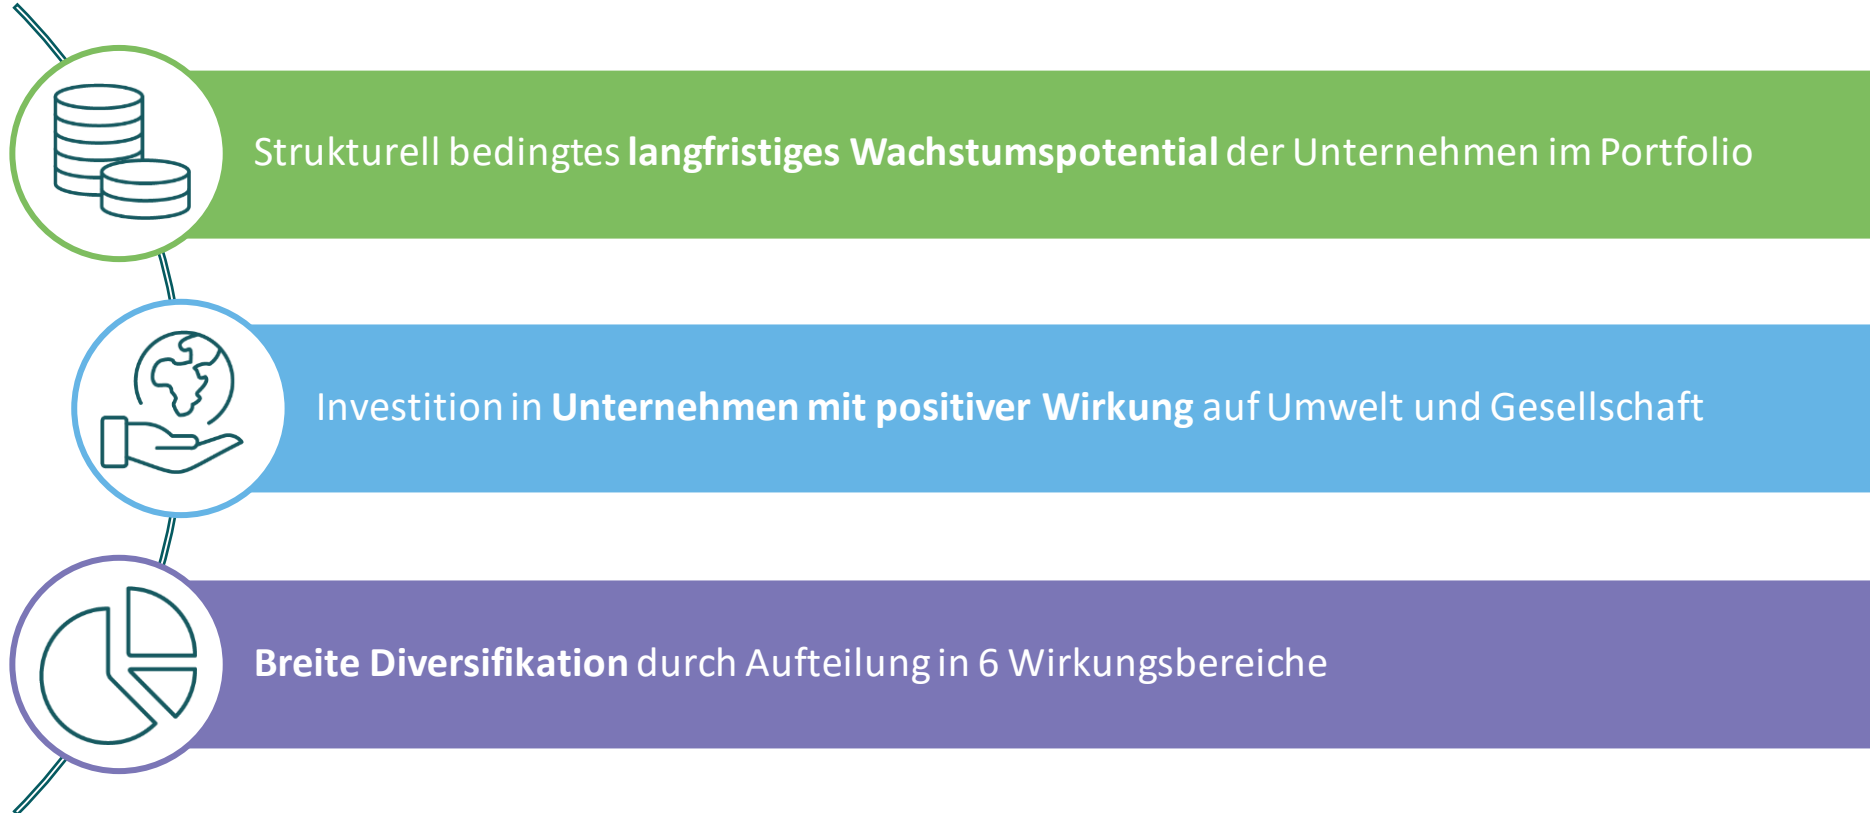 Strukturell bedingtes langfristiges Wachstumspotential der Unternehmen im Portfolio
Investition in Unternehmen mit positiver Wirkung auf Umwelt und Gesellschaft
Breite Diversifikation durch Aufteilung in 6 Wirkungsbereiche